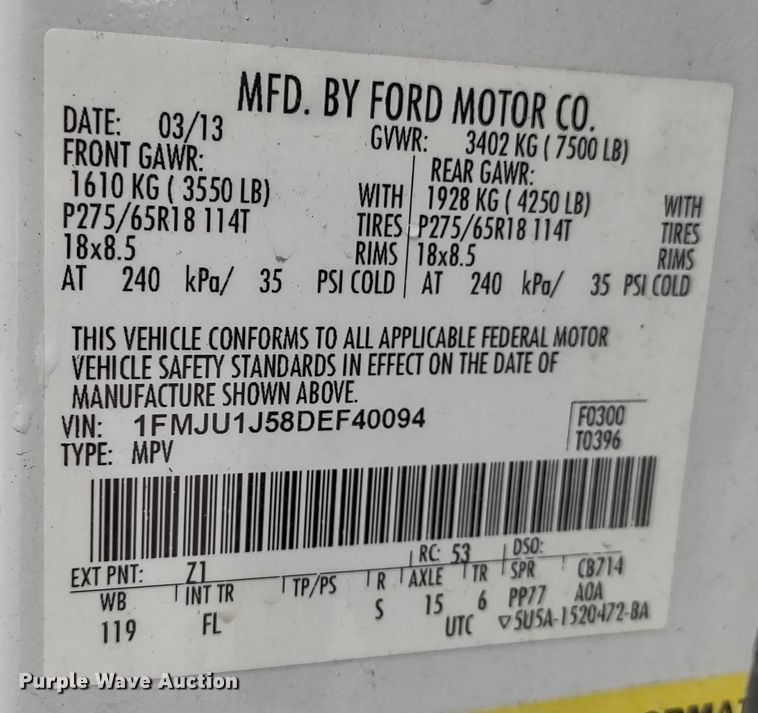 MFD. BY FORD MOTOR CO.
DATE: 03/13 GVWR: 3402 KG ( 7500 LB)
FRONT GAWR: REAR GAWR:
1610 KG ( 3550 LB) WITH 1928 KG ( 4250 LB) WITH
P275/65R18 114T TIRES P275/65R18 114T TIRES
18x8.5 RIMS 18x8.5 RIMS
AT 240 kPa/ 35 PSI COLD AT 240 kPa/ 35 PSI COLD
THIS VEHICLE CONFORMS TO ALL APPLICABLE FEDERAL MOTOR
VEHICLE SAFETY STANDARDS IN EFFECT ON THE DATE OF
MANUFACTURE SHOWN ABOVE.
VIN: 1FMJU1J58DEF40094 F0300
TYPE: MPV T0396
EXT PNT: Z1 RC: 53 DSO:
WB INT TR TP/PS R AXLE TR SPR CB714
119 FL S 15 6 PP77 AOA
UTC ▽5U5A-1520472-BA
Purple Wave Auction